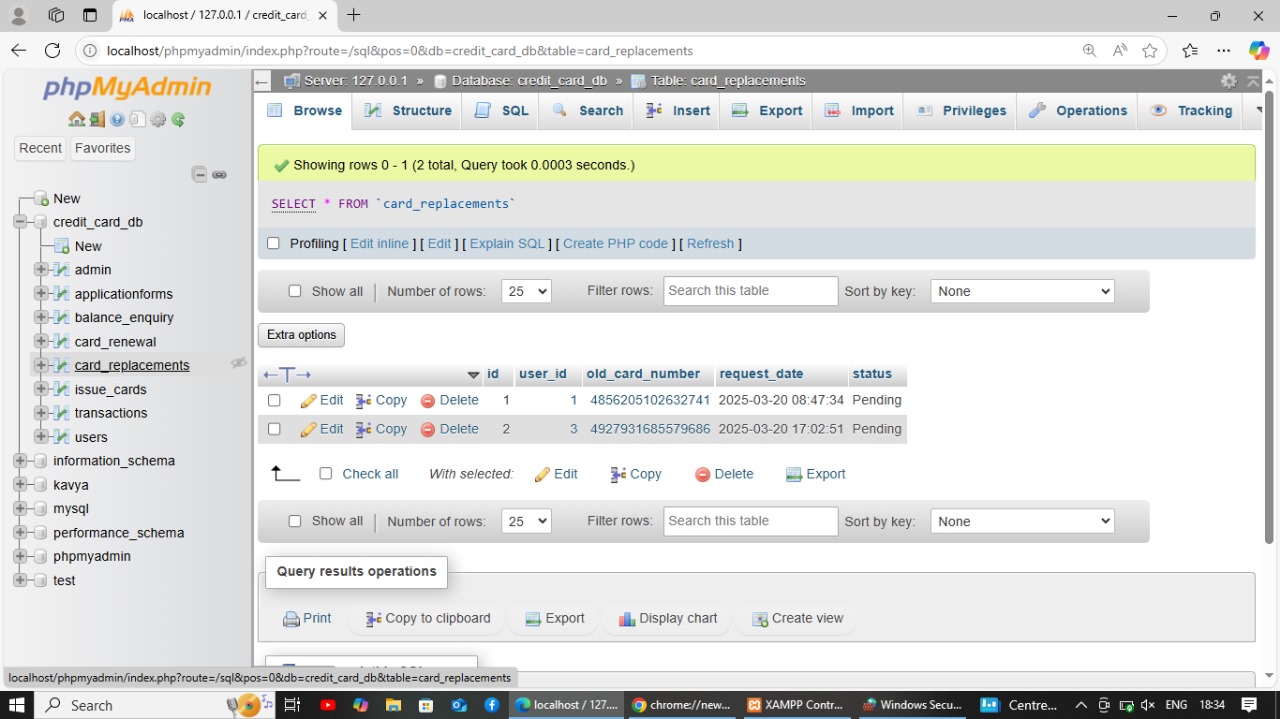 localhost / 127.0.0.1 / credit_card_
localhost/phpmyadmin/index.php?route=/sql&pos=0&db=credit_card_db&table=card_replacements
phpMyAdmin
Recent Favorites
New
credit_card_db
New
admin
applicationforms
balance_enquiry
card_renewal
card_replacements
issue_cards
transactions
users
information_schema
kavya
mysql
performance_schema
phpmyadmin
test
Server: 127.0.0.1 » Database: credit_card_db » Table: card_replacements
Browse Structure SQL Search Insert Export Import Privileges Operations Tracking
Showing rows 0 - 1 (2 total, Query took 0.0003 seconds.)
SELECT * FROM `card_replacements`
Profiling [ Edit inline ] [ Edit ] [ Explain SQL ] [ Create PHP code ] [ Refresh ]
Show all Number of rows: 25 Filter rows: Search this table Sort by key: None
Extra options
id user_id old_card_number request_date status
Edit Copy Delete 1 1 4856205102632741 2025-03-20 08:47:34 Pending
Edit Copy Delete 2 3 4927931685579686 2025-03-20 17:02:51 Pending
Check all With selected: Edit Copy Delete Export
Show all Number of rows: 25 Filter rows: Search this table Sort by key: None
Query results operations
Print Copy to clipboard Export Display chart Create view
localhost/phpmyadmin/index.php?route=/sql&pos=0&db=credit_card_db&table=card_replacements
Search localhost / 127.... chrome://new... XAMPP Contr... Windows Secu... Centre... ENG 18:34